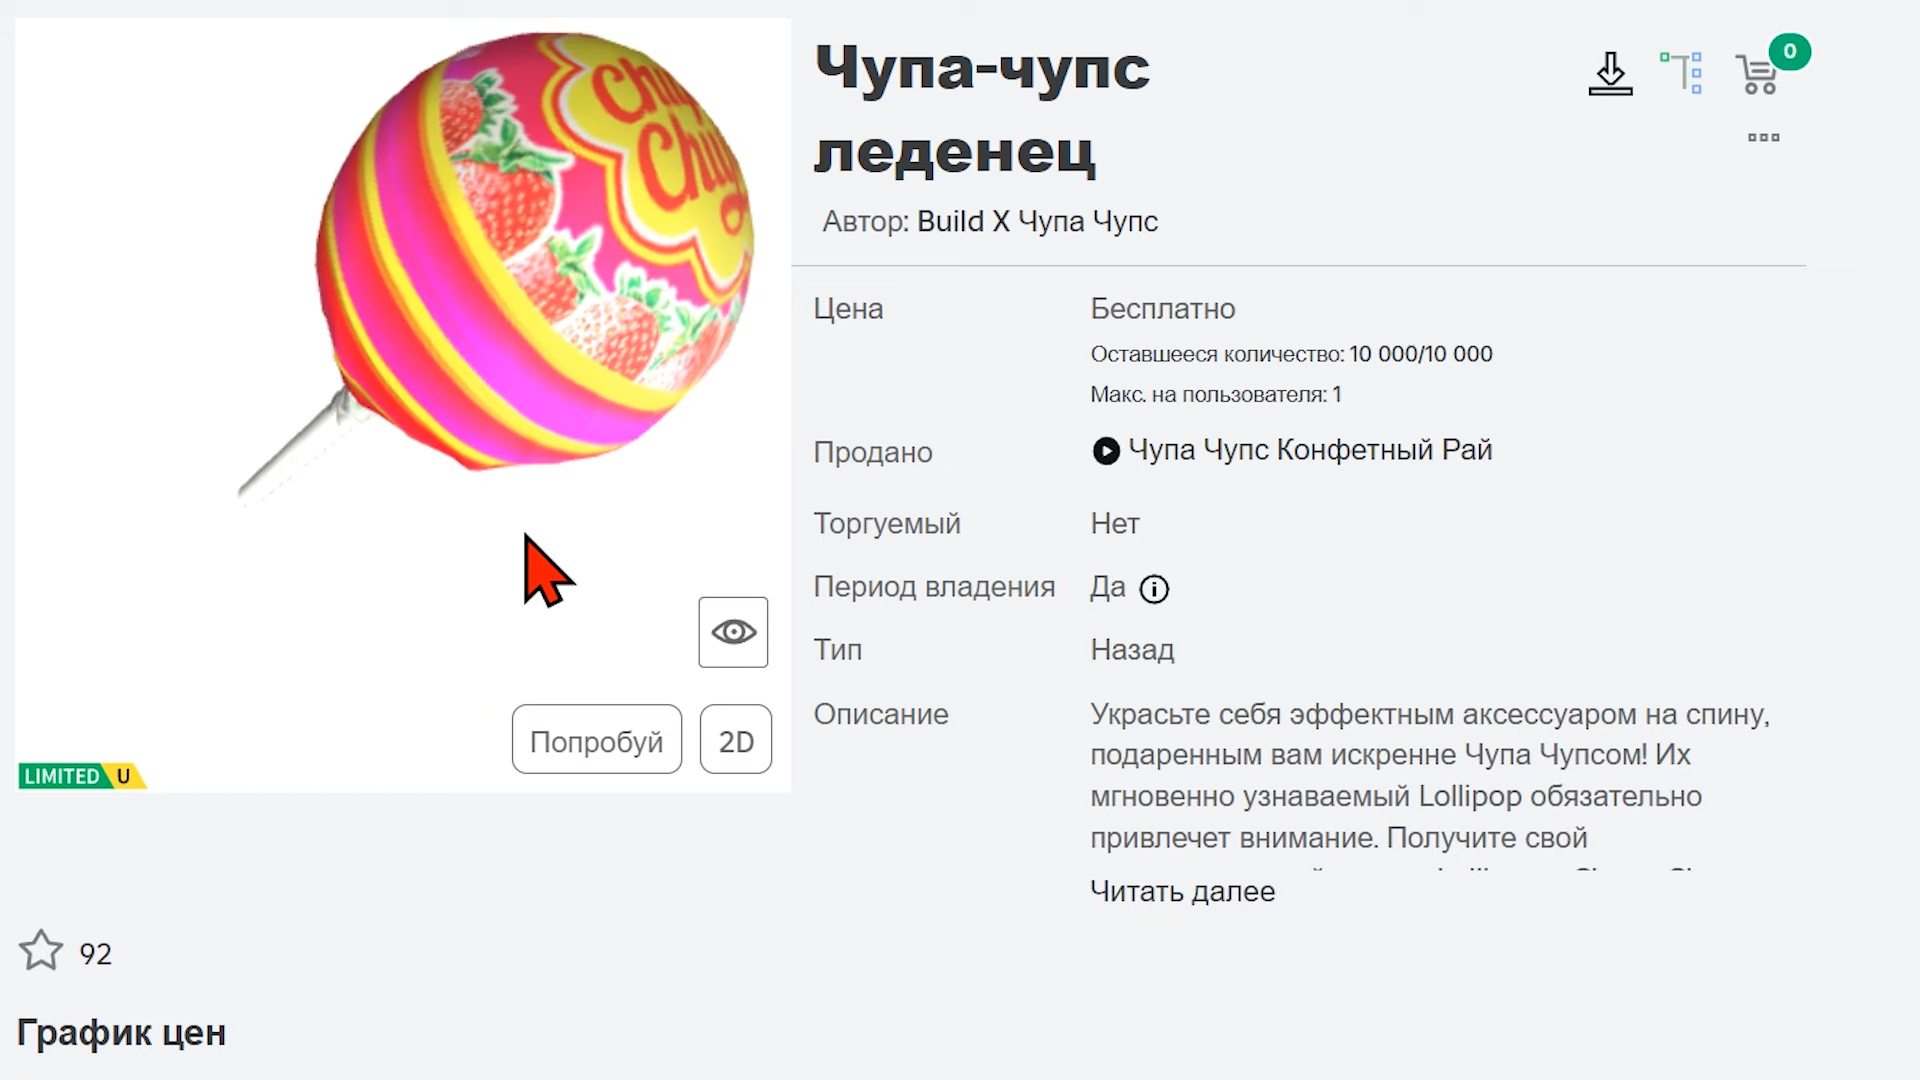 Чупа-чупс
леденец
0
Автор: Build X Чупа Чупс
Цена
Бесплатно
Оставшееся количество: 10 000/10 000
Макс. на пользователя: 1
Продано
Чупа Чупс Конфетный Рай
Торгуемый
Нет
Период владения
Да
Тип
Назад
Описание
Украсьте себя эффектным аксессуаром на спину,
подаренным вам искренне Чупа Чупсом! Их
мгновенно узнаваемый Lollipop обязательно
привлечет внимание. Получите свой
Читать далее
Попробуй
2D
LIMITED U
92
График цен